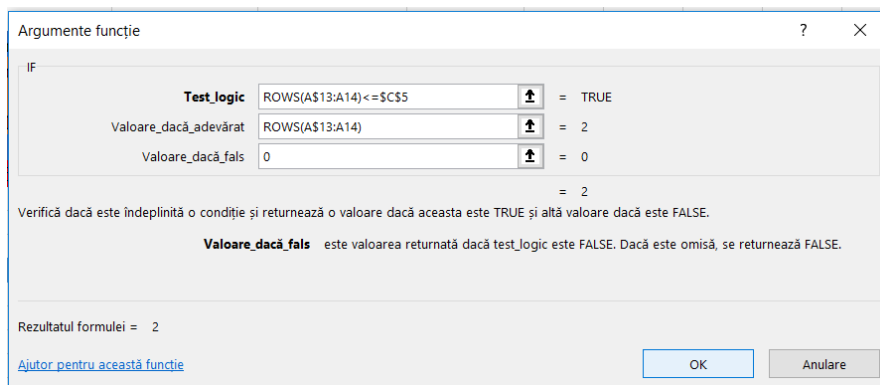 Argumente funcție ?
IF
Test_logic ROWS(A$13:A14)<=$C$5 = TRUE
Valoare_dacă_adevărat ROWS(A$13:A14) = 2
Valoare_dacă_fals 0 = 0
= 2
Verifică dacă este îndeplinită o condiție și returnează o valoare dacă aceasta este TRUE și altă valoare dacă este FALSE.
Valoare_dacă_fals este valoarea returnată dacă test_logic este FALSE. Dacă este omisă, se returnează FALSE.
Rezultatul formulei = 2
Ajutor pentru această funcție OK Anulare